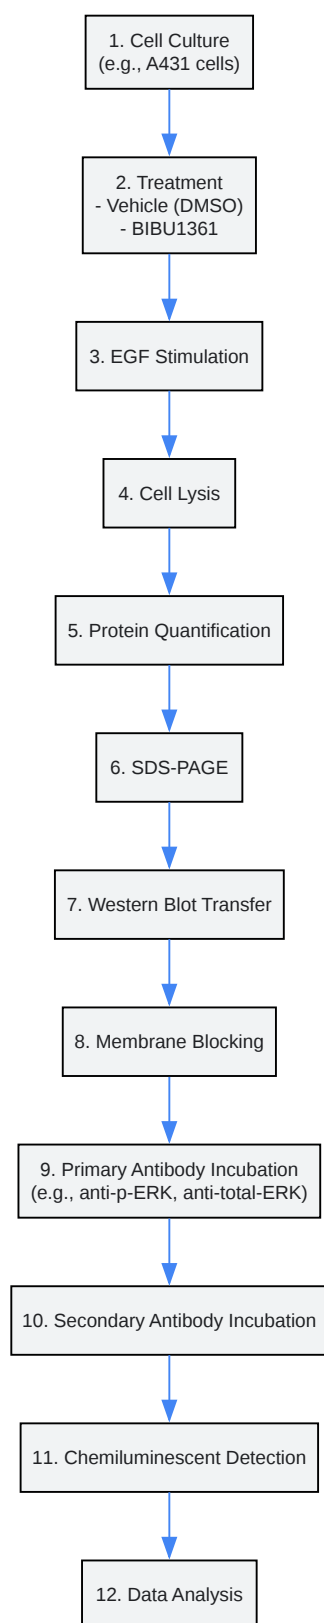 1. Cell Culture
(e.g., A431 cells)
2. Treatment
- Vehicle (DMSO)
- BIBU1361
3. EGF Stimulation
4. Cell Lysis
5. Protein Quantification
6. SDS-PAGE
7. Western Blot Transfer
8. Membrane Blocking
9. Primary Antibody Incubation
(e.g., anti-p-ERK, anti-total-ERK)
10. Secondary Antibody Incubation
11. Chemiluminescent Detection
12. Data Analysis